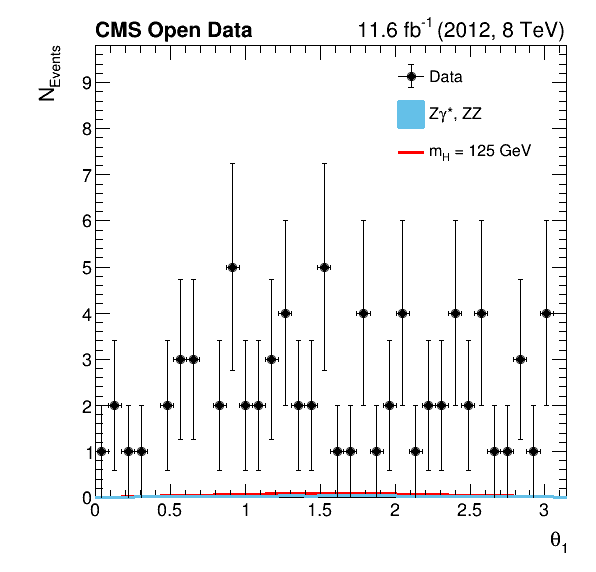 CMS Open Data 11.6 fb⁻¹ (2012, 8 TeV)
N_Events
Data
Zγ*, ZZ
m_H = 125 GeV
9
8
7
6
5
4
3
2
1
0
0 0.5 1 1.5 2 2.5 3
θ₁